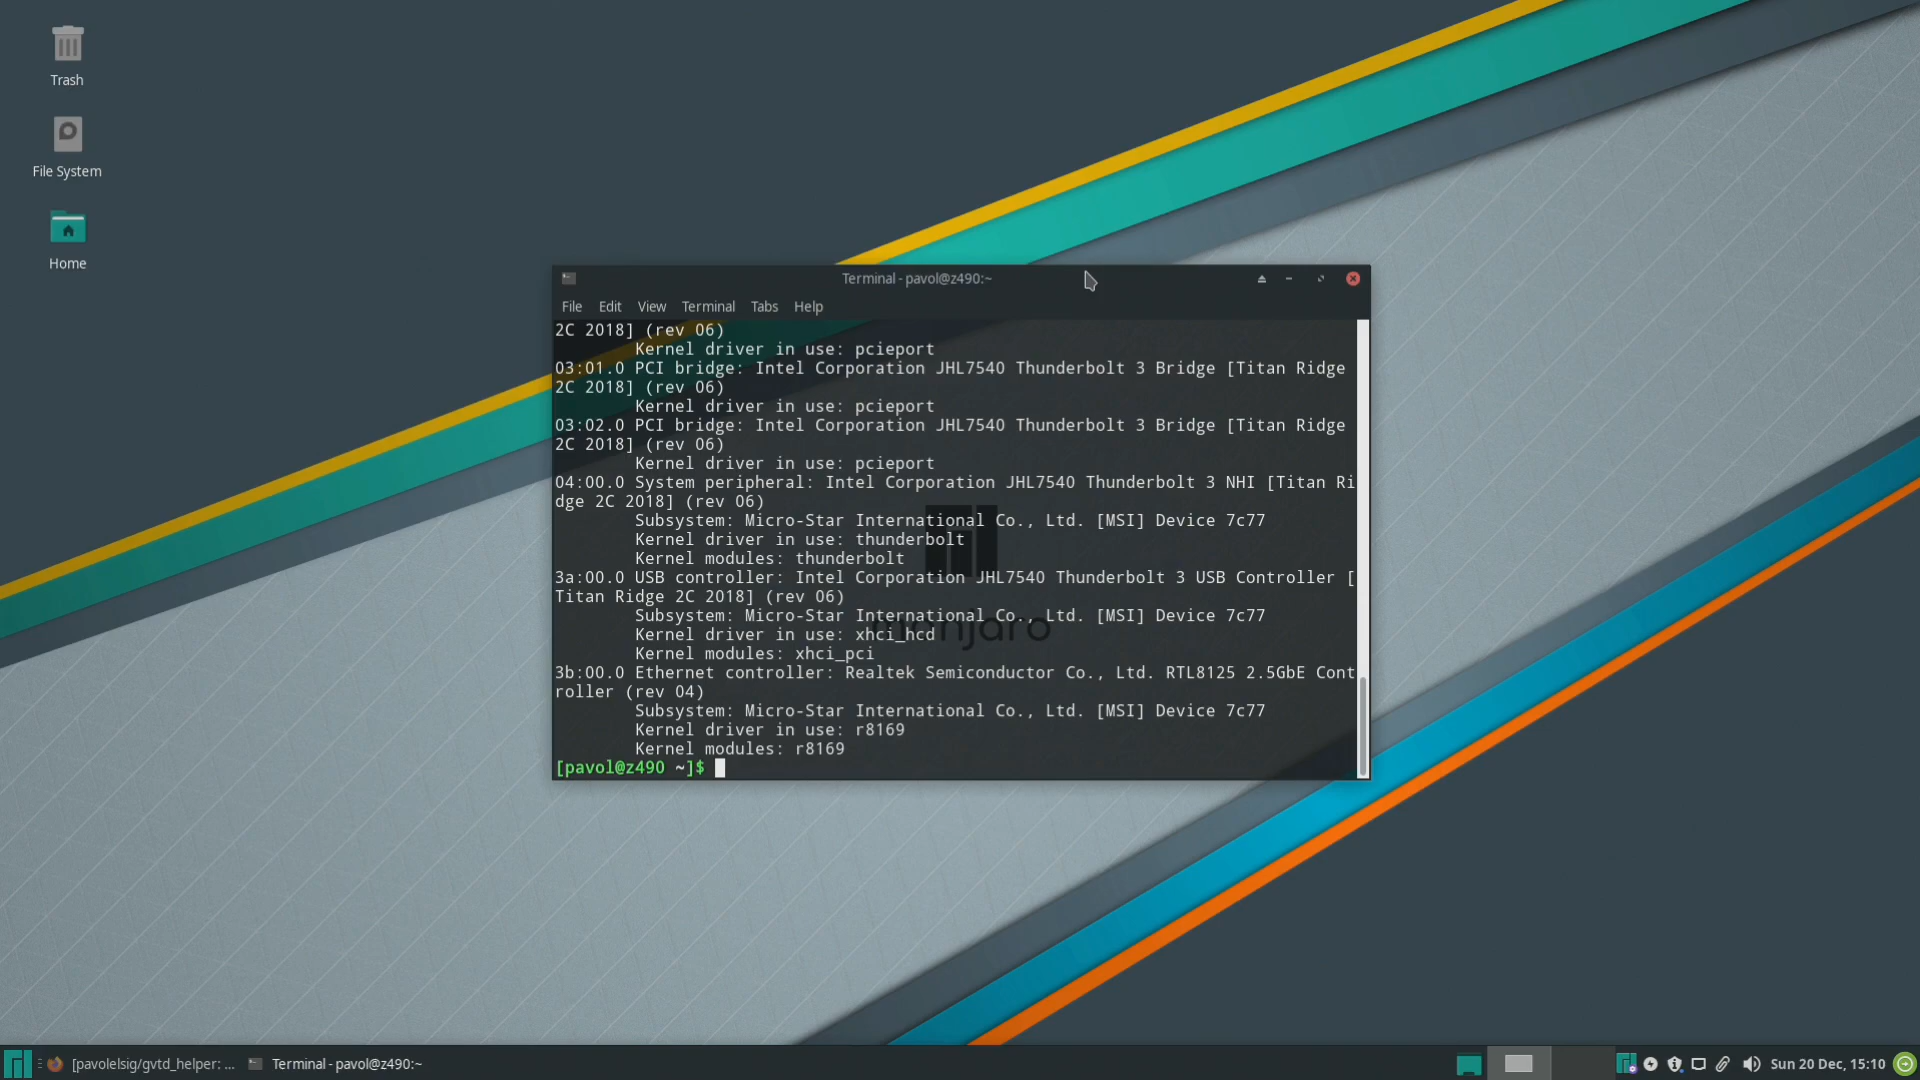 Trash
File System
Home
Terminal - pavol@z490:~
File Edit View Terminal Tabs Help
2C 2018] (rev 06)
Kernel driver in use: pcieport
03:01.0 PCI bridge: Intel Corporation JHL7540 Thunderbolt 3 Bridge [Titan Ridge
2C 2018] (rev 06)
Kernel driver in use: pcieport
03:02.0 PCI bridge: Intel Corporation JHL7540 Thunderbolt 3 Bridge [Titan Ridge
2C 2018] (rev 06)
Kernel driver in use: pcieport
04:00.0 System peripheral: Intel Corporation JHL7540 Thunderbolt 3 NHI [Titan Ri
dge 2C 2018] (rev 06)
Subsystem: Micro-Star International Co., Ltd. [MSI] Device 7c77
Kernel driver in use: thunderbolt
Kernel modules: thunderbolt
3a:00.0 USB controller: Intel Corporation JHL7540 Thunderbolt 3 USB Controller [
Titan Ridge 2C 2018] (rev 06)
Subsystem: Micro-Star International Co., Ltd. [MSI] Device 7c77
Kernel driver in use: xhci_hcd
Kernel modules: xhci_pci
3b:00.0 Ethernet controller: Realtek Semiconductor Co., Ltd. RTL8125 2.5GbE Cont
roller (rev 04)
Subsystem: Micro-Star International Co., Ltd. [MSI] Device 7c77
Kernel driver in use: r8169
Kernel modules: r8169
[pavol@z490 ~]$
manjaro
[pavolelsig/gvtd_helper: ...
Terminal - pavol@z490:~
Sun 20 Dec, 15:10